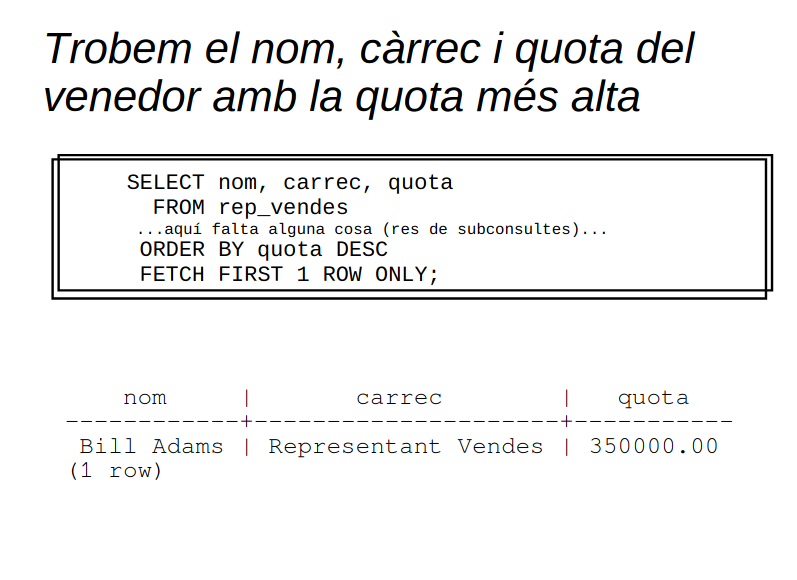 Trobem el nom, càrrec i quota del
venedor amb la quota més alta
SELECT nom, carrec, quota
FROM rep_vendes
...aquí falta alguna cosa (res de subconsultes)...
ORDER BY quota DESC
FETCH FIRST 1 ROW ONLY;
nom | carrec | quota
------------+----------------------+-----------
Bill Adams | Representant Vendes | 350000.00
(1 row)